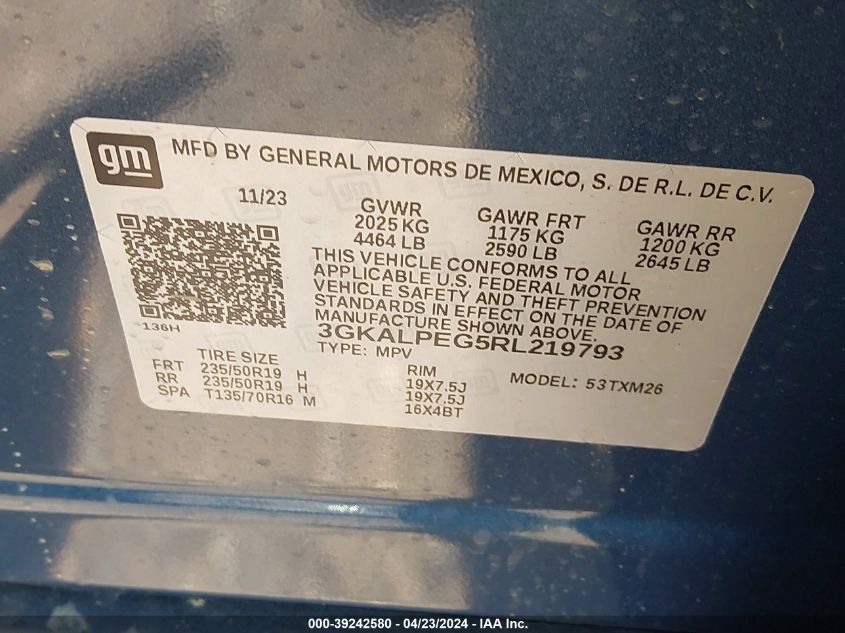 gm
MFD BY GENERAL MOTORS DE MEXICO, S. DE R.L. DE C.V.
11/23
GVWR
2025 KG
4464 LB
GAWR FRT
1175 KG
2590 LB
GAWR RR
1200 KG
2645 LB
THIS VEHICLE CONFORMS TO ALL
APPLICABLE U.S. FEDERAL MOTOR
VEHICLE SAFETY AND THEFT PREVENTION
STANDARDS IN EFFECT ON THE DATE OF
MANUFACTURE SHOWN ABOVE.
136H
3GKALPEG5RL219793
TYPE: MPV
TIRE SIZE
RIM
MODEL: 53TXM26
FRT 235/50R19 H 19X7.5J
RR 235/50R19 H 19X7.5J
SPA T135/70R16 M 16X4BT
000-39242580 / 04/23/2024 - IAA Inc.